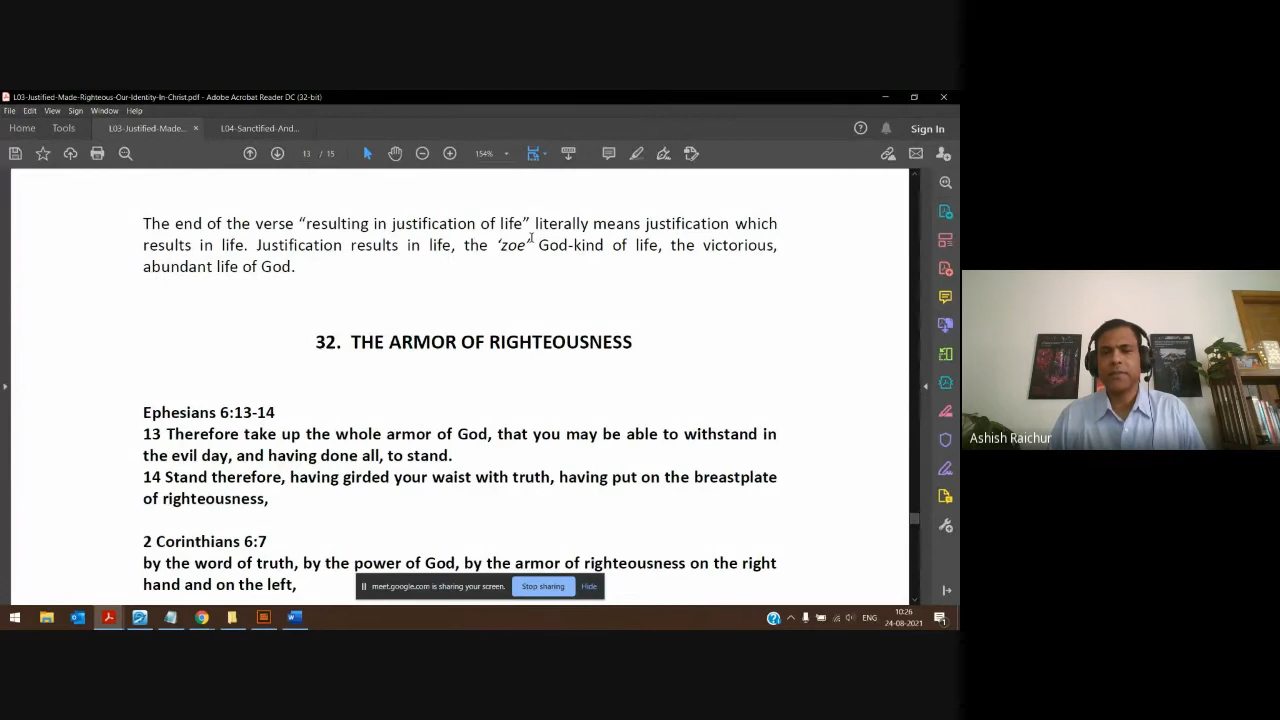 L03-Justified-Made-Righteous-Our-Identity-In-Christ.pdf - Adobe Acrobat Reader DC (32-bit)
File Edit View Sign Window Help
Home Tools L03-Justified-Made... × L04-Sanctified-And... Sign In
13 / 15 154%
The end of the verse “resulting in justification of life” literally means justification which
results in life. Justification results in life, the ‘zoe’ God-kind of life, the victorious,
abundant life of God.
32. THE ARMOR OF RIGHTEOUSNESS
Ephesians 6:13-14
13 Therefore take up the whole armor of God, that you may be able to withstand in
the evil day, and having done all, to stand.
14 Stand therefore, having girded your waist with truth, having put on the breastplate
of righteousness,
2 Corinthians 6:7
by the word of truth, by the power of God, by the armor of righteousness on the right
hand and on the left,
meet.google.com is sharing your screen. Stop sharing Hide
Ashish Raichur
ENG
10:26
24-08-2021